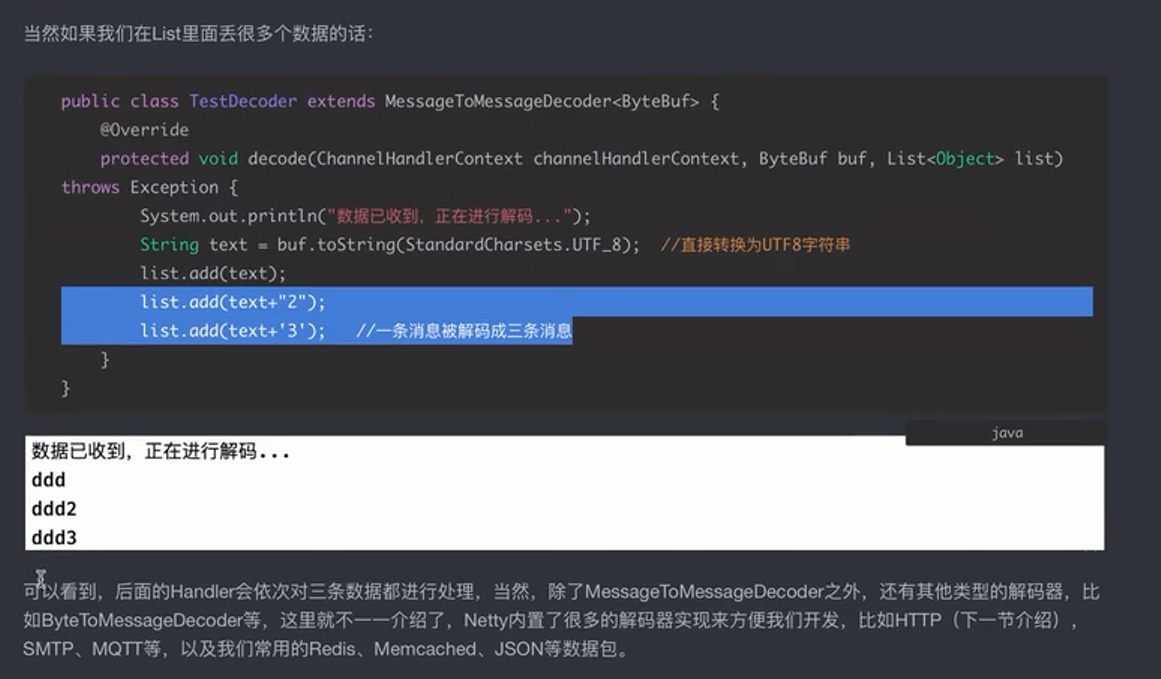 当然如果我们在List里面丢很多个数据的话：
public class TestDecoder extends MessageToMessageDecoder<ByteBuf> {
@Override
protected void decode(ChannelHandlerContext channelHandlerContext, ByteBuf buf, List<Object> list)
throws Exception {
System.out.println("数据已收到，正在进行解码...");
String text = buf.toString(StandardCharsets.UTF_8);  //直接转换为UTF8字符串
list.add(text);
list.add(text+"2");
list.add(text+'3');   //一条消息被解码成三条消息
}
}
java
数据已收到，正在进行解码...
ddd
ddd2
ddd3
可以看到，后面的Handler会依次对三条数据都进行处理，当然，除了MessageToMessageDecoder之外，还有其他类型的解码器，比
如ByteToMessageDecoder等，这里就不一一介绍了，Netty内置了很多的解码器实现来方便我们开发，比如HTTP（下一节介绍），
SMTP、MQTT等，以及我们常用的Redis、Memcached、JSON等数据包。